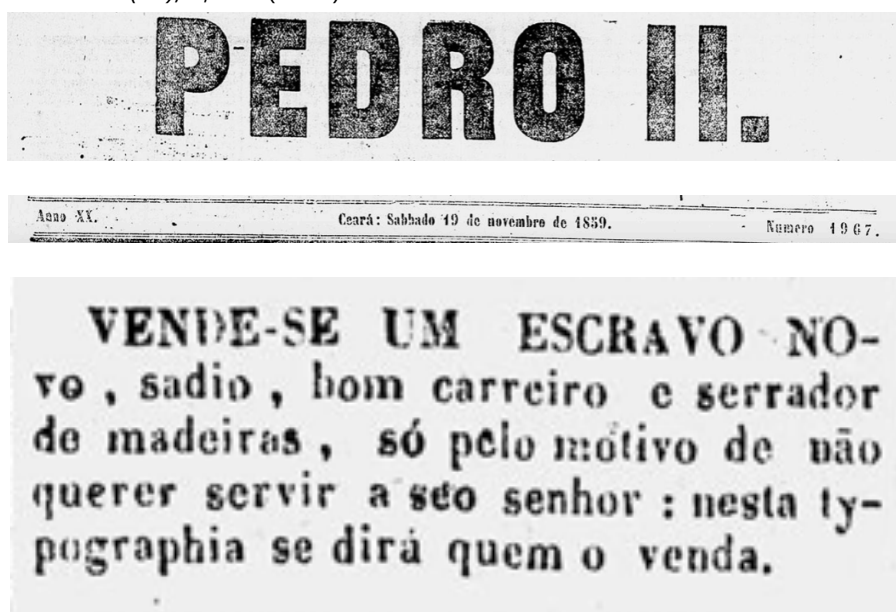 PEDRO II.
Anno XX. Ceará: Sabbado 19 de novembro de 1859. Numero 1967.
VENDE-SE UM ESCRAVO NO-
vo, sadio, bom carreiro e serrador
de madeiras, só pelo motivo de não
querer servir a seo senhor: nesta ty-
pographia se dirá quem o venda.